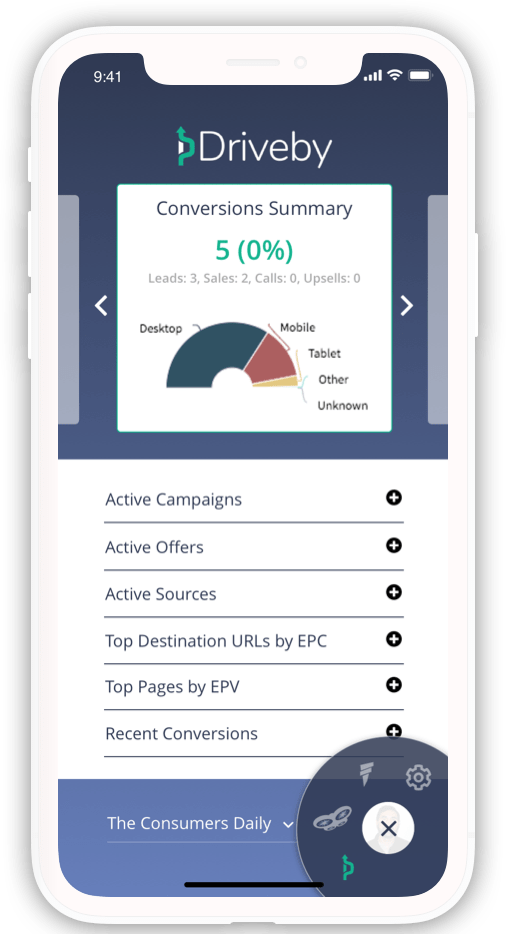 9:41
Driveby
Conversions Summary
5 (0%)
Leads: 3, Sales: 2, Calls: 0, Upsells: 0
Desktop
Mobile
Tablet
Other
Unknown
Active Campaigns
Active Offers
Active Sources
Top Destination URLs by EPC
Top Pages by EPV
Recent Conversions
The Consumers Daily